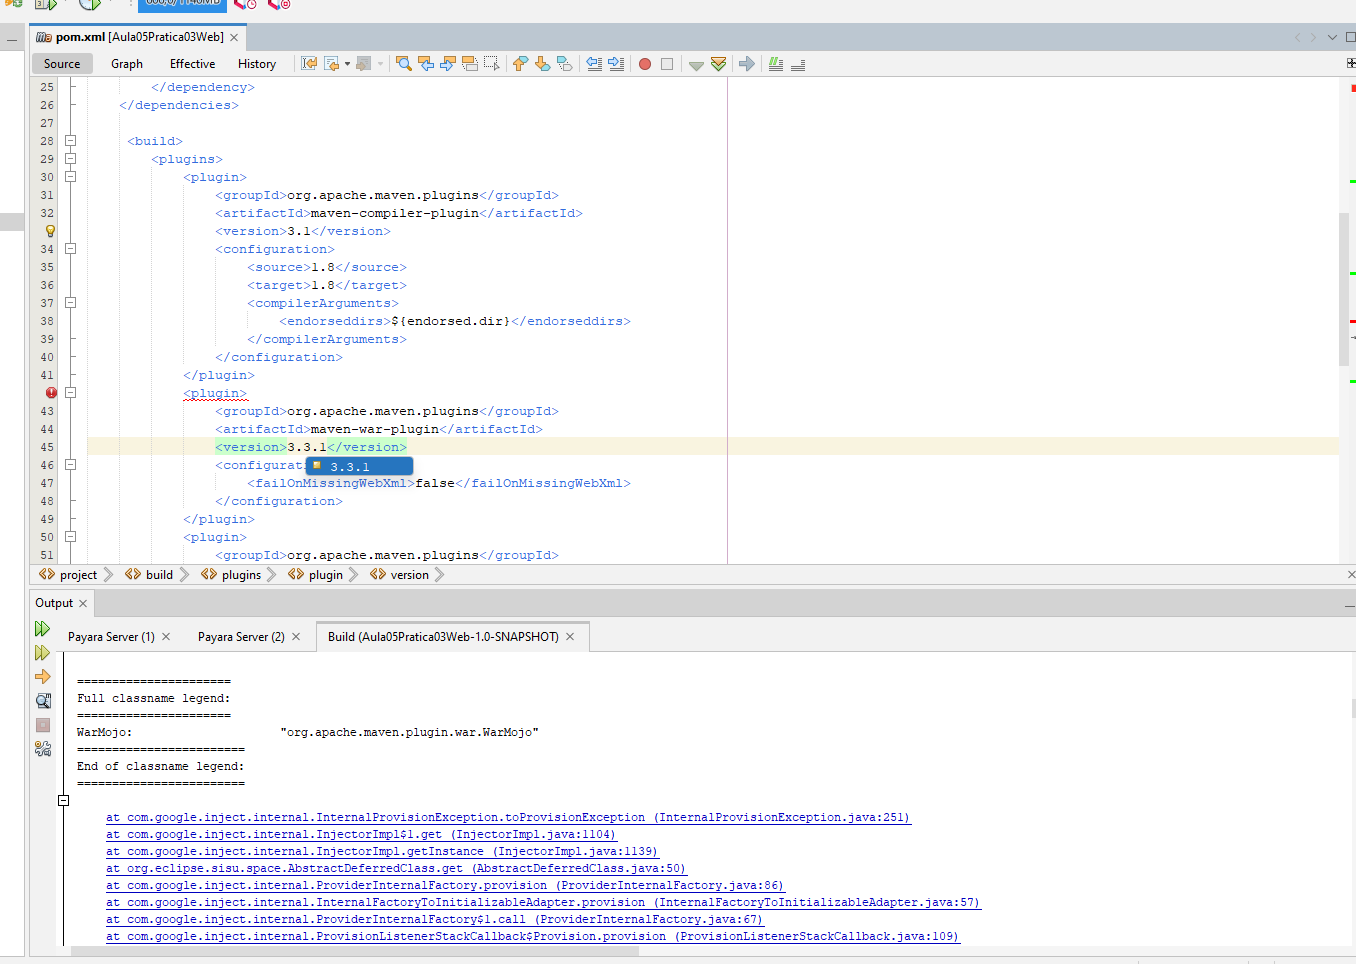 pom.xml [Aula05Pratica03Web]
Source Graph Effective History
25 </dependency>
26 </dependencies>
27
28 <build>
29 <plugins>
30 <plugin>
31 <groupId>org.apache.maven.plugins</groupId>
32 <artifactId>maven-compiler-plugin</artifactId>
<version>3.1</version>
34 <configuration>
35 <source>1.8</source>
36 <target>1.8</target>
37 <compilerArguments>
38 <endorseddirs>${endorsed.dir}</endorseddirs>
39 </compilerArguments>
40 </configuration>
41 </plugin>
<plugin>
43 <groupId>org.apache.maven.plugins</groupId>
44 <artifactId>maven-war-plugin</artifactId>
45 <version>3.3.1</version>
46 <configurati
3.3.1
47 <failOnMissingWebXml>false</failOnMissingWebXml>
48 </configuration>
49 </plugin>
50 <plugin>
51 <groupId>org.apache.maven.plugins</groupId>
project build plugins plugin version
Output
Payara Server (1) Payara Server (2) Build (Aula05Pratica03Web-1.0-SNAPSHOT)
======================
Full classname legend:
======================
WarMojo: "org.apache.maven.plugin.war.WarMojo"
========================
End of classname legend:
========================
at com.google.inject.internal.InternalProvisionException.toProvisionException (InternalProvisionException.java:251)
at com.google.inject.internal.InjectorImpl$1.get (InjectorImpl.java:1104)
at com.google.inject.internal.InjectorImpl.getInstance (InjectorImpl.java:1139)
at org.eclipse.sisu.space.AbstractDeferredClass.get (AbstractDeferredClass.java:50)
at com.google.inject.internal.ProviderInternalFactory.provision (ProviderInternalFactory.java:86)
at com.google.inject.internal.InternalFactoryToInitializableAdapter.provision (InternalFactoryToInitializableAdapter.java:57)
at com.google.inject.internal.ProviderInternalFactory$1.call (ProviderInternalFactory.java:67)
at com.google.inject.internal.ProvisionListenerStackCallback$Provision.provision (ProvisionListenerStackCallback.java:109)